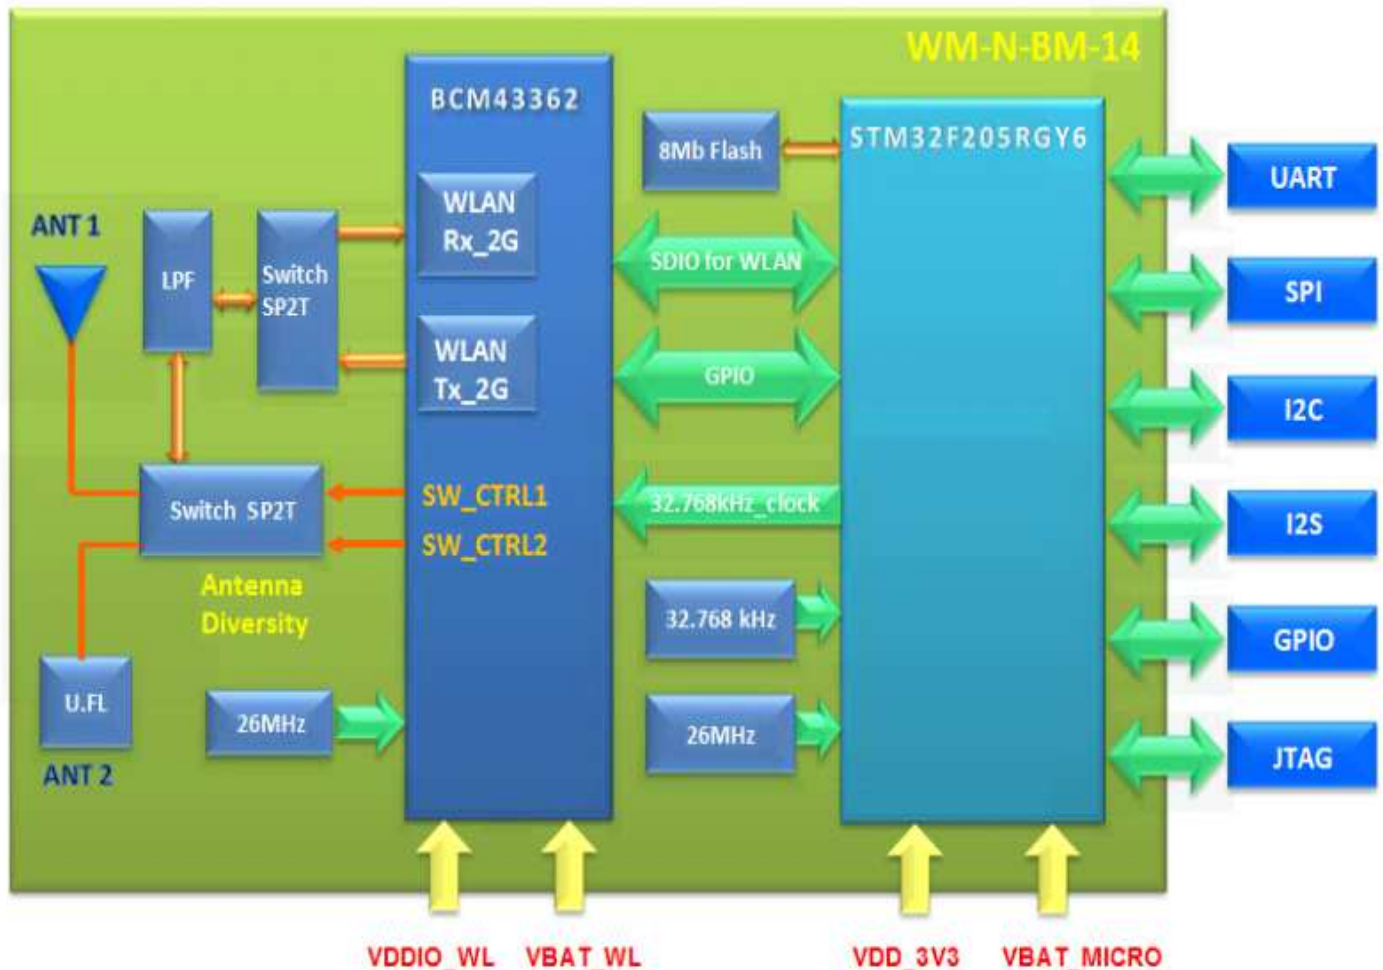 WM-N-BM-14
BCM43362
STM32F205RGY6
8Mb Flash
UART
WLAN
Rx_2G
ANT 1
LPF
Switch
SP2T
SDIO for WLAN
SPI
WLAN
Tx_2G
GPIO
I2C
Switch SP2T
SW_CTRL1
SW_CTRL2
32.768kHz_clock
I2S
Antenna
Diversity
32.768 kHz
GPIO
U.FL
ANT 2
26MHz
26MHz
JTAG
VDDIO_WL
VBAT_WL
VDD_3V3
VBAT_MICRO